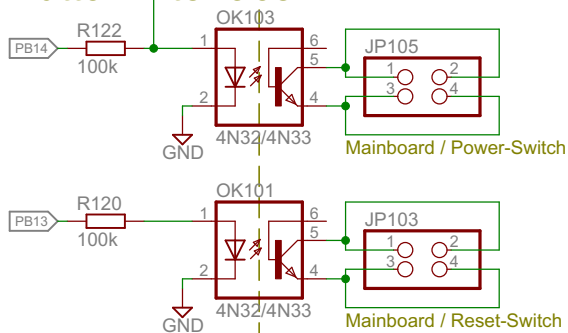 OK103
R122
PB14
100k
1
2
6
5
4
GND
4N32/4N33
JP105
1
2
3
4
Mainboard / Power-Switch
OK101
R120
PB13
100k
1
2
6
5
4
GND
4N32/4N33
JP103
1
2
3
4
Mainboard / Reset-Switch